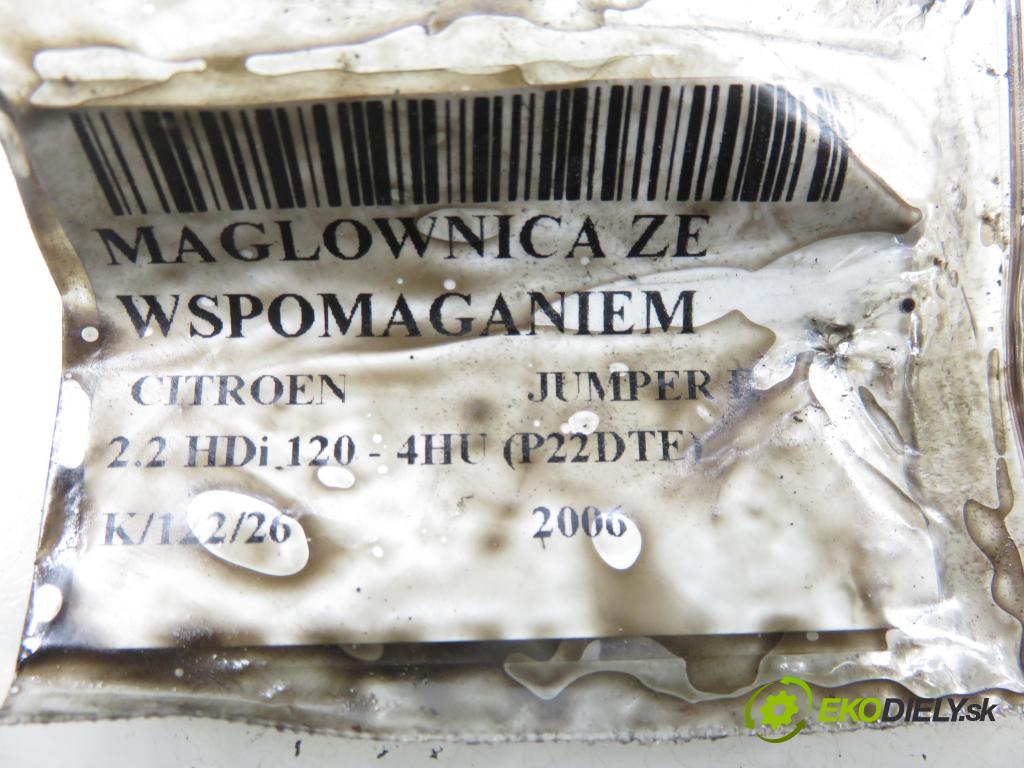 MAGLOWNICA ZE
WSPOMAGANIEM
CITROEN JUMPER
2.2 HDi 120 - 4HU (P22DTE)
K/122/26 2006
EKODIELY.sk